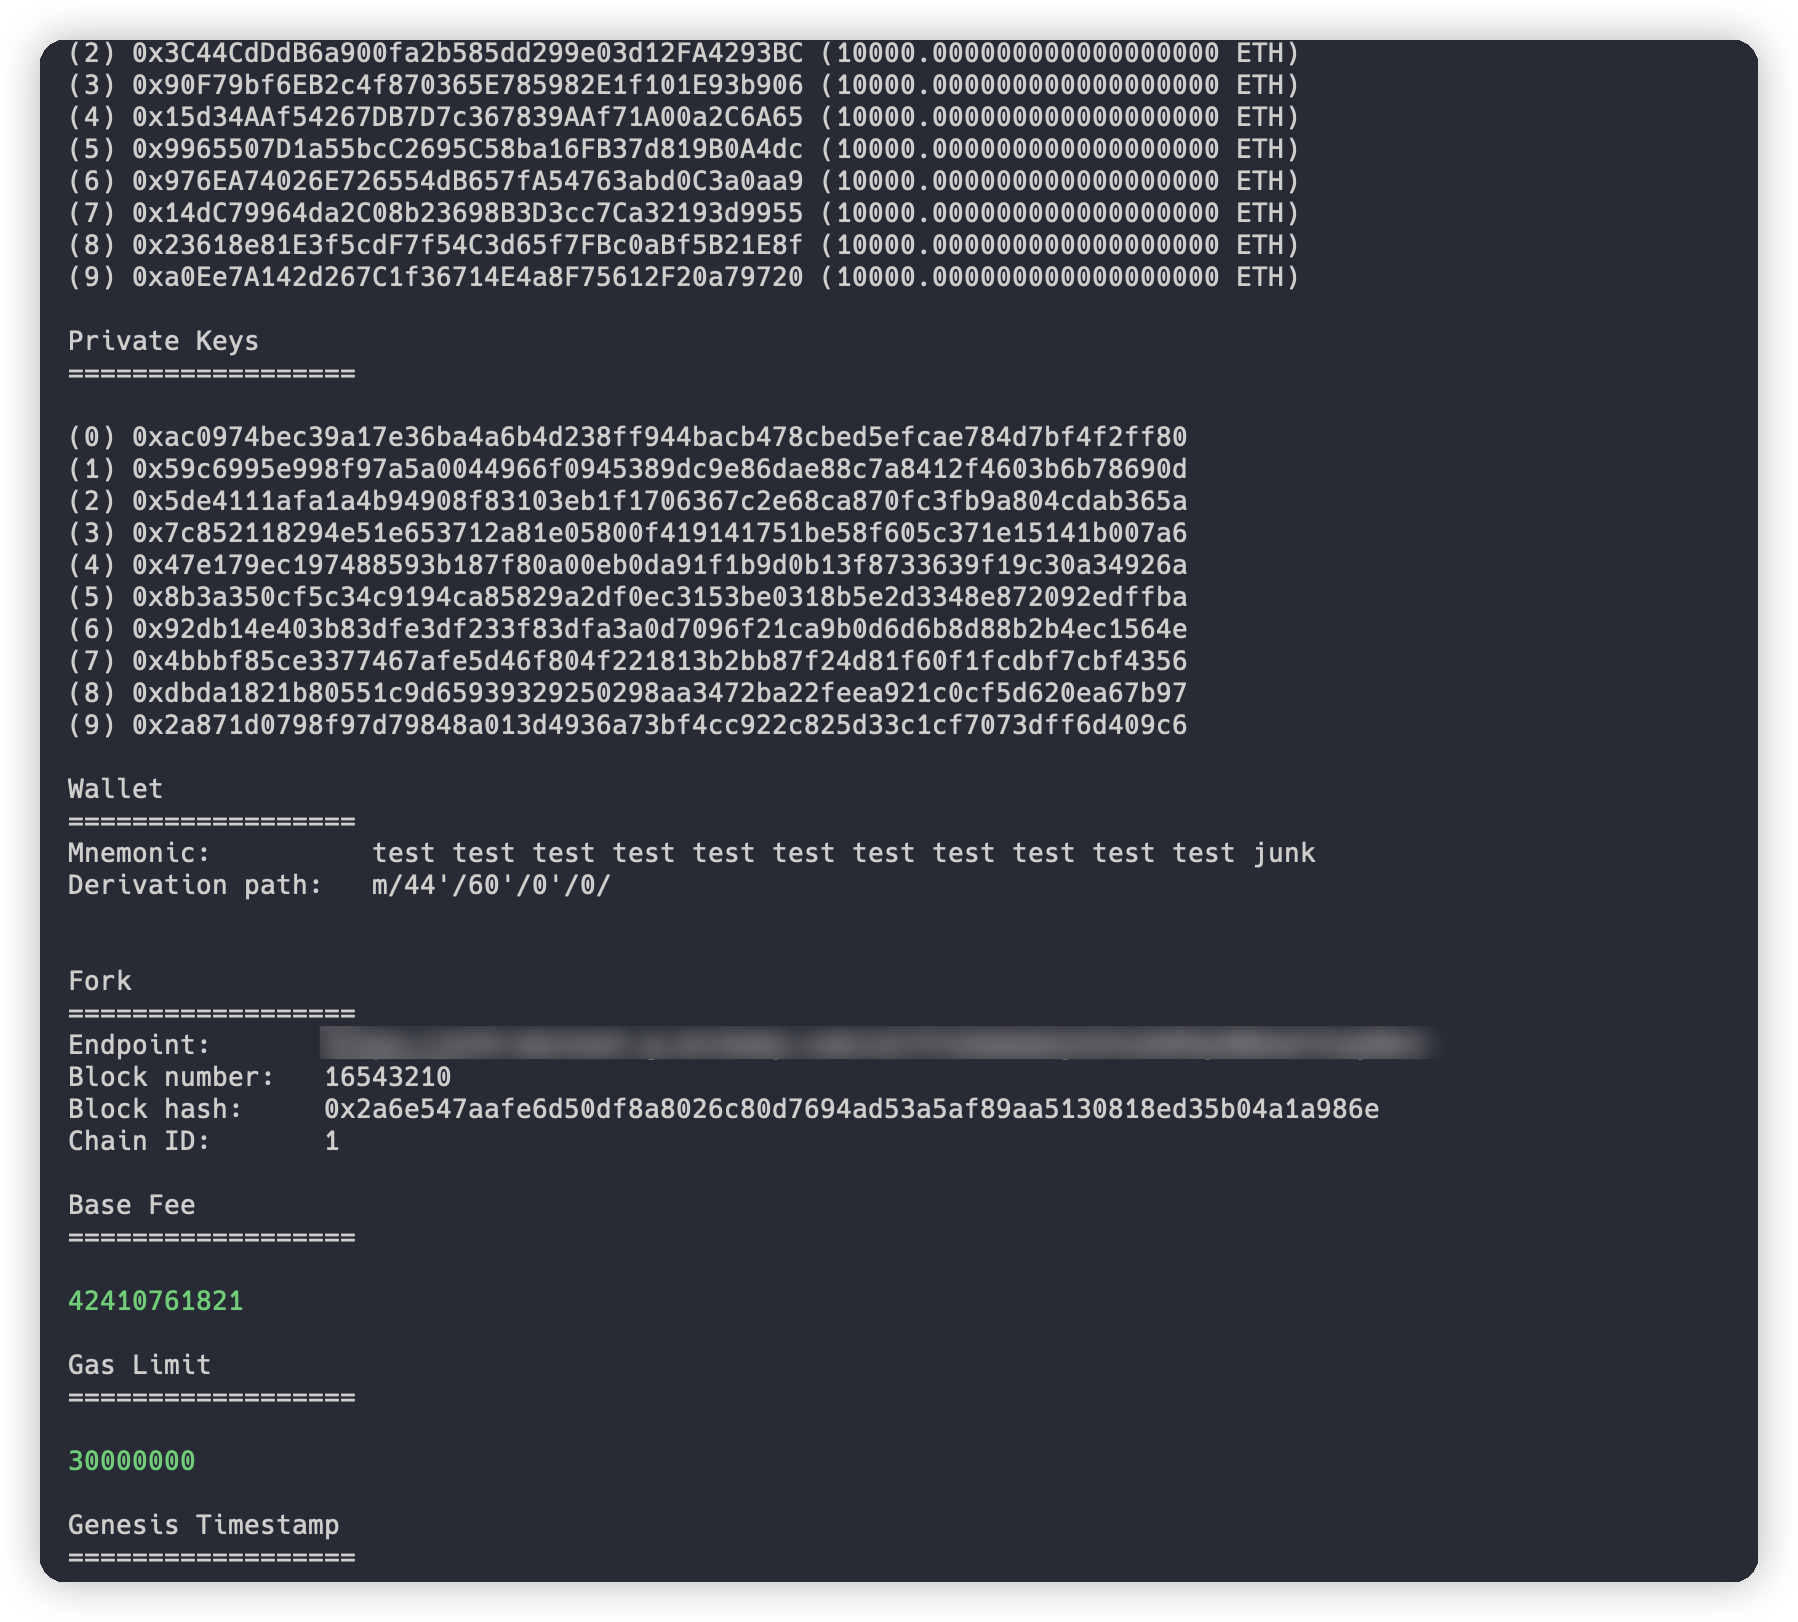 (2) 0x3C44CdDdB6a900fa2b585dd299e03d12FA4293BC (10000.000000000000000000 ETH)
(3) 0x90F79bf6EB2c4f870365E785982E1f101E93b906 (10000.000000000000000000 ETH)
(4) 0x15d34AAf54267DB7D7c367839AAf71A00a2C6A65 (10000.000000000000000000 ETH)
(5) 0x9965507D1a55bcC2695C58ba16FB37d819B0A4dc (10000.000000000000000000 ETH)
(6) 0x976EA74026E726554dB657fA54763abd0C3a0aa9 (10000.000000000000000000 ETH)
(7) 0x14dC79964da2C08b23698B3D3cc7Ca32193d9955 (10000.000000000000000000 ETH)
(8) 0x23618e81E3f5cdF7f54C3d65f7FBc0aBf5B21E8f (10000.000000000000000000 ETH)
(9) 0xa0Ee7A142d267C1f36714E4a8F75612F20a79720 (10000.000000000000000000 ETH)
Private Keys
==================
(0) 0xac0974bec39a17e36ba4a6b4d238ff944bacb478cbed5efcae784d7bf4f2ff80
(1) 0x59c6995e998f97a5a0044966f0945389dc9e86dae88c7a8412f4603b6b78690d
(2) 0x5de4111afa1a4b94908f83103eb1f1706367c2e68ca870fc3fb9a804cdab365a
(3) 0x7c852118294e51e653712a81e05800f419141751be58f605c371e15141b007a6
(4) 0x47e179ec197488593b187f80a00eb0da91f1b9d0b13f8733639f19c30a34926a
(5) 0x8b3a350cf5c34c9194ca85829a2df0ec3153be0318b5e2d3348e872092edffba
(6) 0x92db14e403b83dfe3df233f83dfa3a0d7096f21ca9b0d6d6b8d88b2b4ec1564e
(7) 0x4bbbf85ce3377467afe5d46f804f221813b2bb87f24d81f60f1fcdbf7cbf4356
(8) 0xdbda1821b80551c9d65939329250298aa3472ba22feea921c0cf5d620ea67b97
(9) 0x2a871d0798f97d79848a013d4936a73bf4cc922c825d33c1cf7073dff6d409c6
Wallet
==================
Mnemonic:          test test test test test test test test test test test junk
Derivation path:   m/44'/60'/0'/0/
Fork
==================
Endpoint:
Block number:   16543210
Block hash:     0x2a6e547aafe6d50df8a8026c80d7694ad53a5af89aa5130818ed35b04a1a986e
Chain ID:       1
Base Fee
==================
42410761821
Gas Limit
==================
30000000
Genesis Timestamp
==================